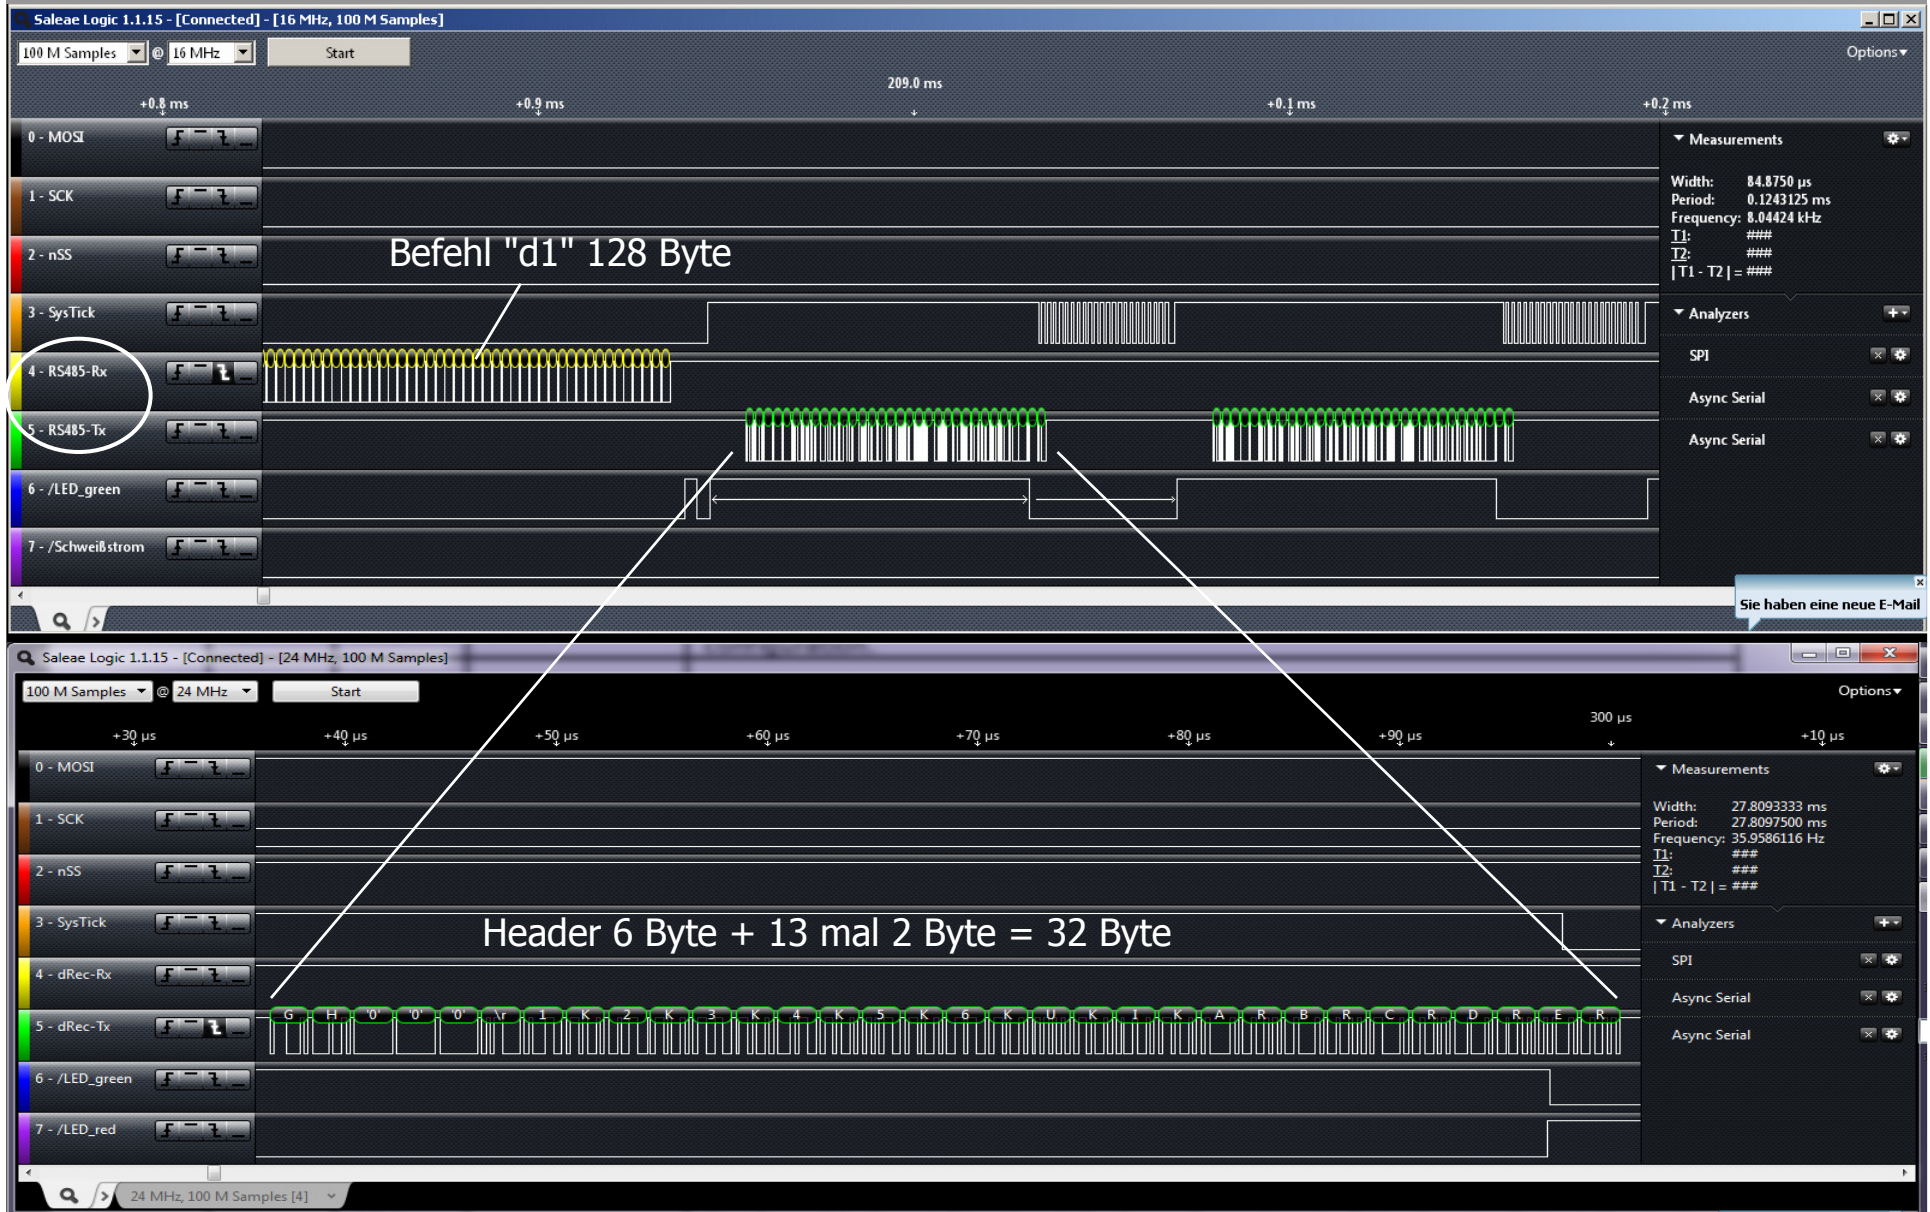 Saleae Logic 1.1.15 - [Connected] - [16 MHz, 100 M Samples]
100 M Samples @ 16 MHz Start Options
209.0 ms
+0.8 ms +0.9 ms +0.1 ms +0.2 ms
0 - MOSI
1 - SCK
2 - nSS
3 - SysTick
4 - RS485-Rx
5 - RS485-Tx
6 - /LED_green
7 - /Schweißstrom
Befehl "d1" 128 Byte
Measurements
Width: 84.8750 µs
Period: 0.1243125 ms
Frequency: 8.04424 kHz
T1: ###
T2: ###
| T1 - T2 | = ###
Analyzers
SPI
Async Serial
Async Serial
Sie haben eine neue E-Mail
Saleae Logic 1.1.15 - [Connected] - [24 MHz, 100 M Samples]
100 M Samples @ 24 MHz Start Options
300 µs
+30 µs +40 µs +50 µs +60 µs +70 µs +80 µs +90 µs +10 µs
0 - MOSI
1 - SCK
2 - nSS
3 - SysTick
4 - dRec-Rx
5 - dRec-Tx
6 - /LED_green
7 - /LED_red
Header 6 Byte + 13 mal 2 Byte = 32 Byte
G H '0' '0' '0' \r 1 K 2 K 3 K 4 K 5 K 6 K U K I K A R B R C R D R E R
Measurements
Width: 27.8093333 ms
Period: 27.8097500 ms
Frequency: 35.9586116 Hz
T1: ###
T2: ###
| T1 - T2 | = ###
Analyzers
SPI
Async Serial
Async Serial
24 MHz, 100 M Samples [4]